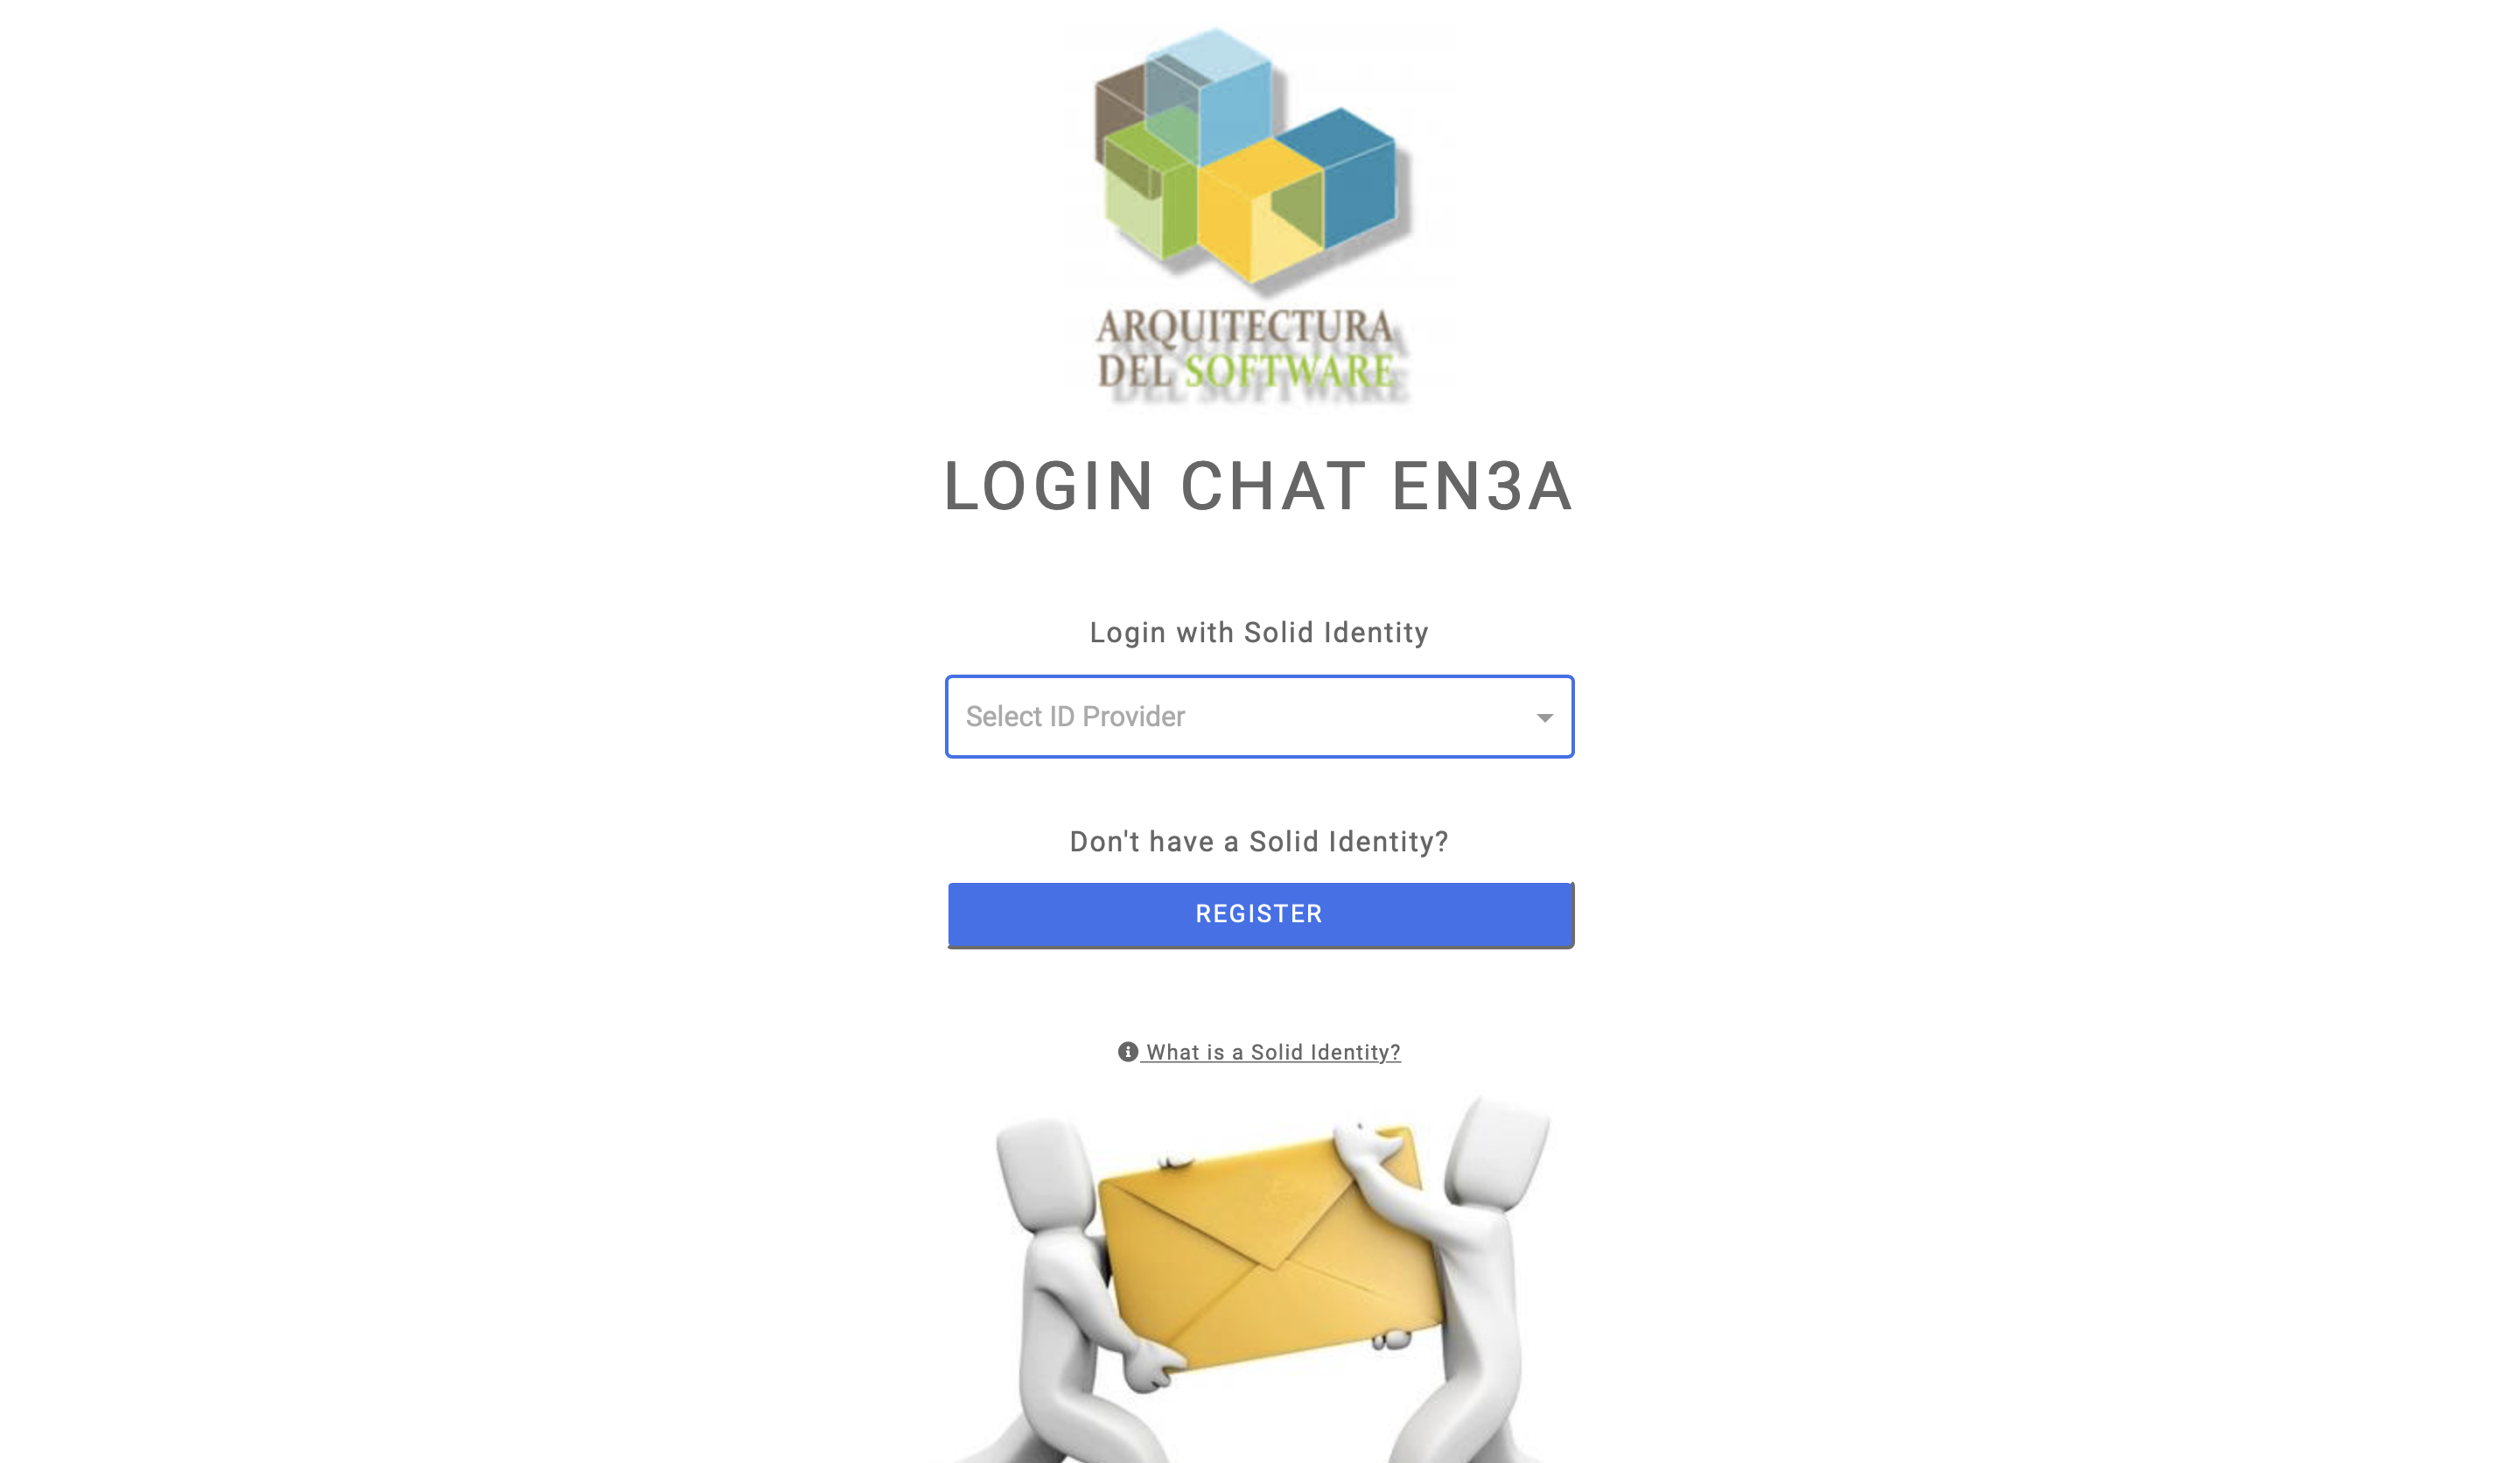 ARQUITECTURA
DEL SOFTWARE
LOGIN CHAT EN3A
Login with Solid Identity
Select ID Provider
Don't have a Solid Identity?
REGISTER
What is a Solid Identity?